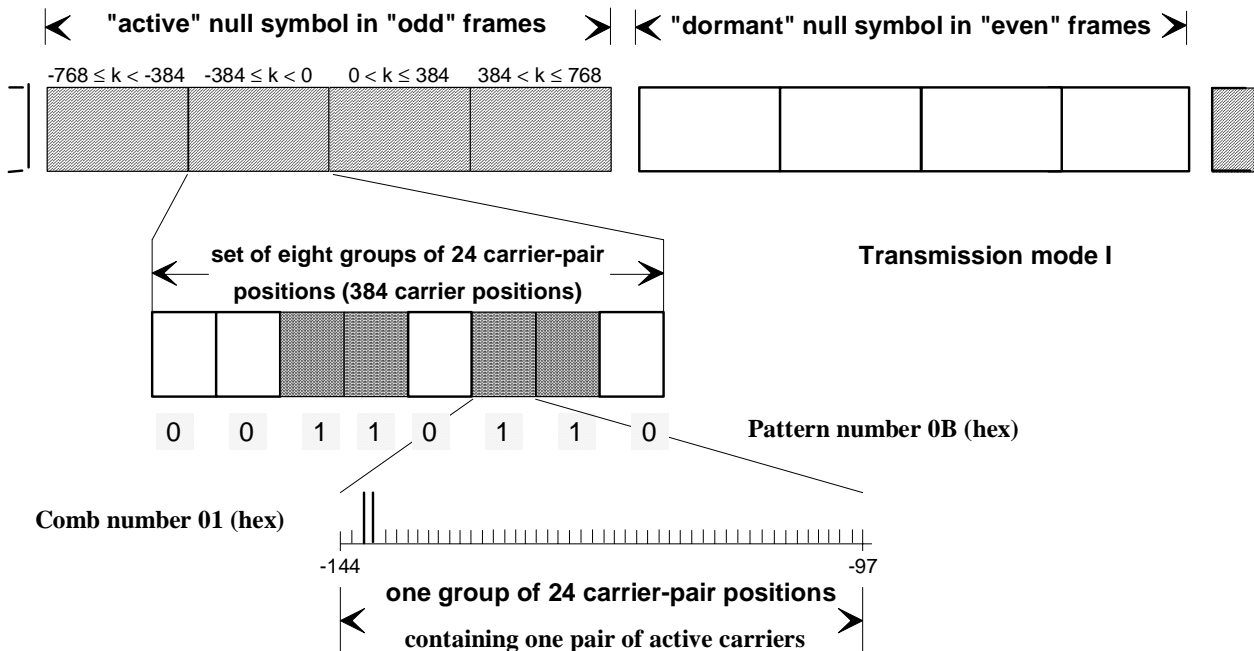 "active" null symbol in "odd" frames
"dormant" null symbol in "even" frames
-768 ≤ k < -384
-384 ≤ k < 0
0 < k ≤ 384
384 < k ≤ 768
set of eight groups of 24 carrier-pair
positions (384 carrier positions)
Transmission mode I
0 0 1 1 0 1 1 0
Pattern number 0B (hex)
Comb number 01 (hex)
-144
-97
one group of 24 carrier-pair positions
containing one pair of active carriers